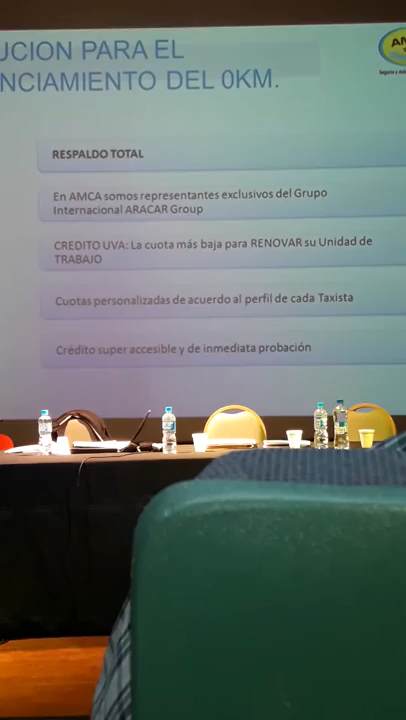 UCION PARA EL
NCIAMIENTO DEL 0KM.
AM
RESPALDO TOTAL
En AMCA somos representantes exclusivos del Grupo
Internacional ARACAR Group
CREDITO UVA: La cuota más baja para RENOVAR su Unidad de
TRABAJO
Cuotas personalizadas de acuerdo al perfil de cada Taxista
Crédito super accesible y de inmediata probación